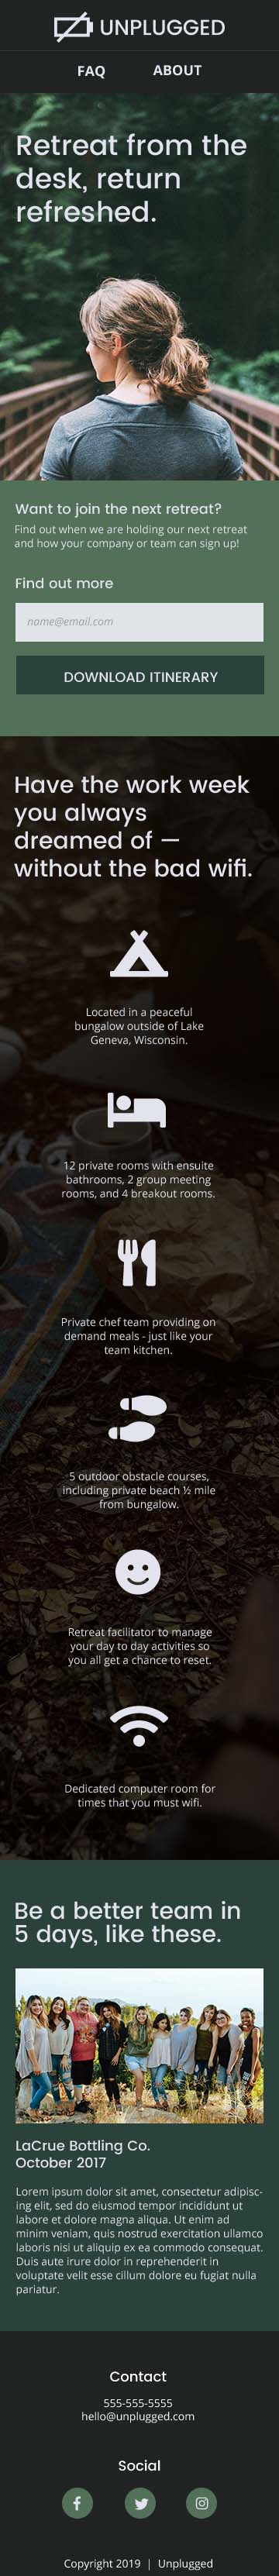 UNPLUGGED
FAQ ABOUT
Retreat from the
desk, return
refreshed.
Want to join the next retreat?
Find out when we are holding our next retreat
and how your company or team can sign up!
Find out more
name@email.com
DOWNLOAD ITINERARY
Have the work week
you always
dreamed of —
without the bad wifi.
Located in a peaceful
bungalow outside of Lake
Geneva, Wisconsin.
12 private rooms with ensuite
bathrooms, 2 group meeting
rooms, and 4 breakout rooms.
Private chef team providing on
demand meals - just like your
team kitchen.
5 outdoor obstacle courses,
including private beach ½ mile
from bungalow.
Retreat facilitator to manage
your day to day activities so
you all get a chance to reset.
Dedicated computer room for
times that you must wifi.
Be a better team in
5 days, like these.
LaCrue Bottling Co.
October 2017
Lorem ipsum dolor sit amet, consectetur adipisc-
ing elit, sed do eiusmod tempor incididunt ut
labore et dolore magna aliqua. Ut enim ad
minim veniam, quis nostrud exercitation ullamco
laboris nisi ut aliquip ex ea commodo consequat.
Duis aute irure dolor in reprehenderit in
voluptate velit esse cillum dolore eu fugiat nulla
pariatur.
Contact
555-555-5555
hello@unplugged.com
Social
Copyright 2019 | Unplugged